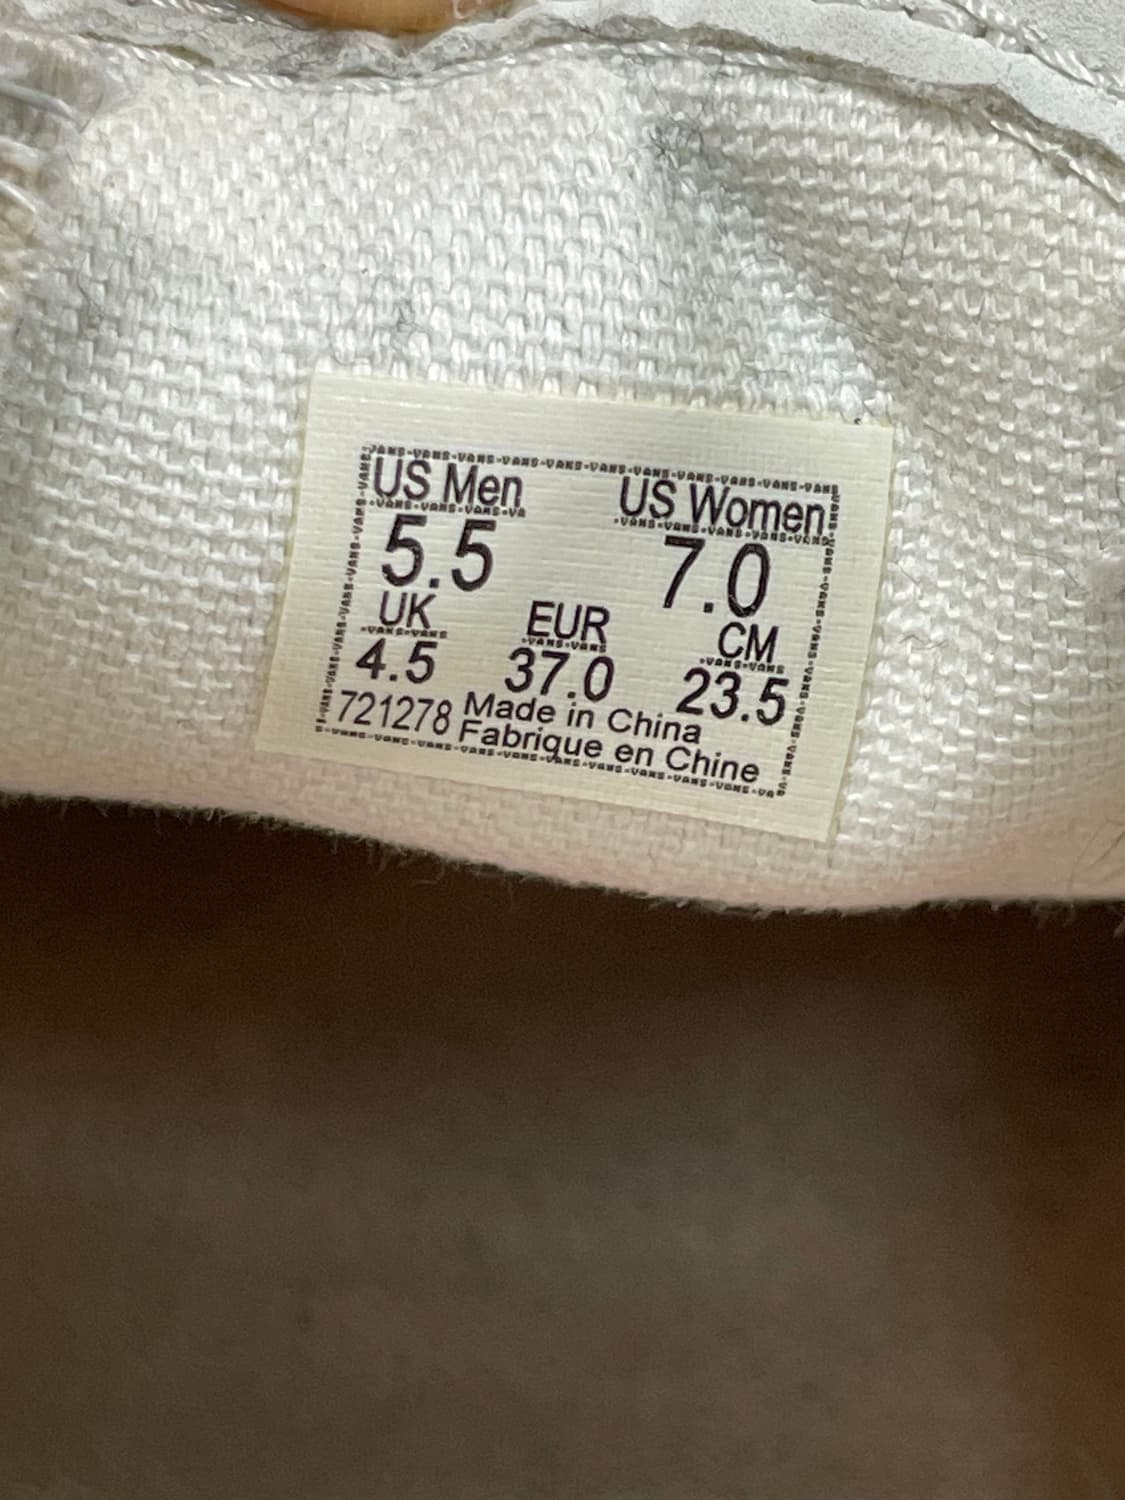 US Men US Women
5.5 7.0
UK EUR CM
4.5 37.0 23.5
721278 Made in China
Fabrique en Chine